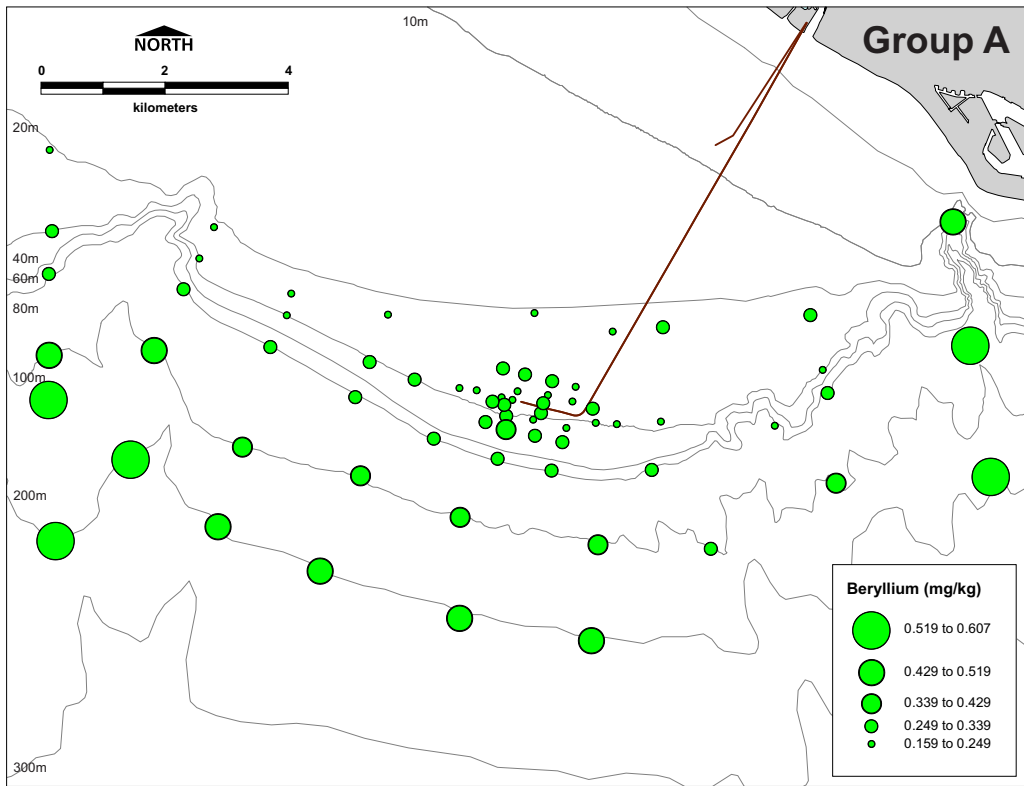 10m
Group A
NORTH
0 2 4
kilometers
20m
40m
60m
80m
100m
200m
300m
Beryllium (mg/kg)
0.519 to 0.607
0.429 to 0.519
0.339 to 0.429
0.249 to 0.339
0.159 to 0.249